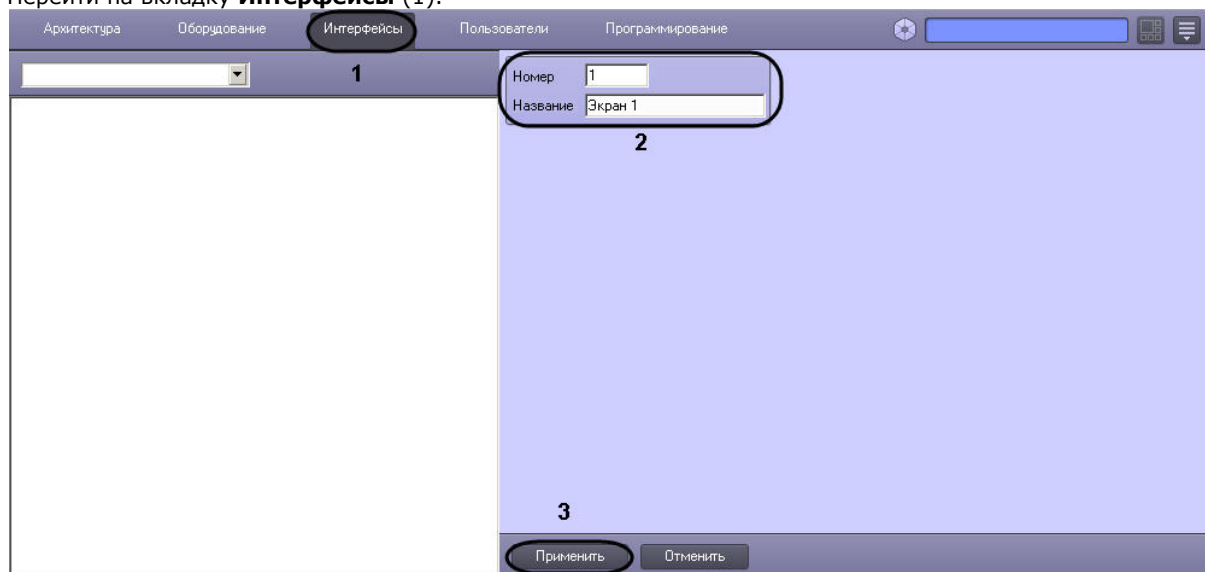 Перейти на вкладку Интерфейсы (1).
Архитектура Оборудование Интерфейсы Пользователи Программирование
1
Номер 1
Название Экран 1
2
3
Применить Отменить